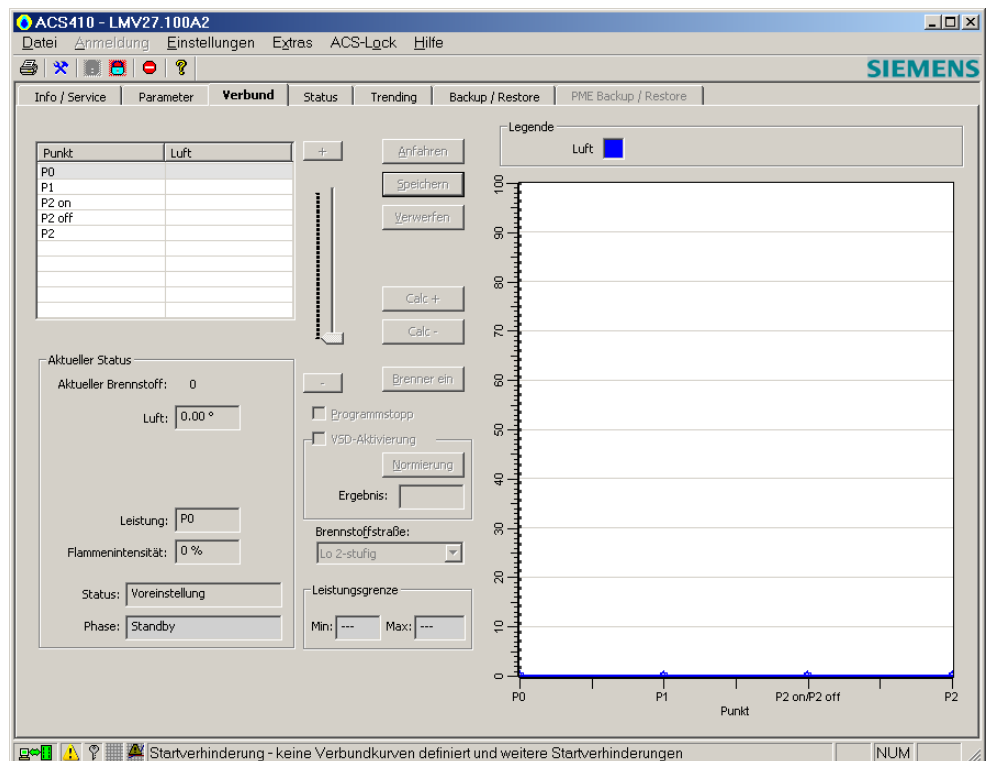 ACS410 - LMV27.100A2
Datei Anmeldung Einstellungen Extras ACS-Lock Hilfe
SIEMENS
Info / Service Parameter Verbund Status Trending Backup / Restore PME Backup / Restore
Punkt Luft
P0
P1
P2 on
P2 off
P2
+
Anfahren
Speichern
Verwerfen
Calc +
Calc -
-
Brenner ein
Programmstopp
VSD-Aktivierung
Normierung
Ergebnis:
Brennstoffstraße:
Lo 2-stufig
Leistungsgrenze
Min: --- Max: ---
Aktueller Status
Aktueller Brennstoff: 0
Luft: 0.00 °
Leistung: P0
Flammenintensität: 0 %
Status: Voreinstellung
Phase: Standby
Legende
Luft
100
90
80
70
60
50
40
30
20
10
0
P0 P1 P2 on/P2 off P2
Punkt
Startverhinderung - keine Verbundkurven definiert und weitere Startverhinderungen
NUM